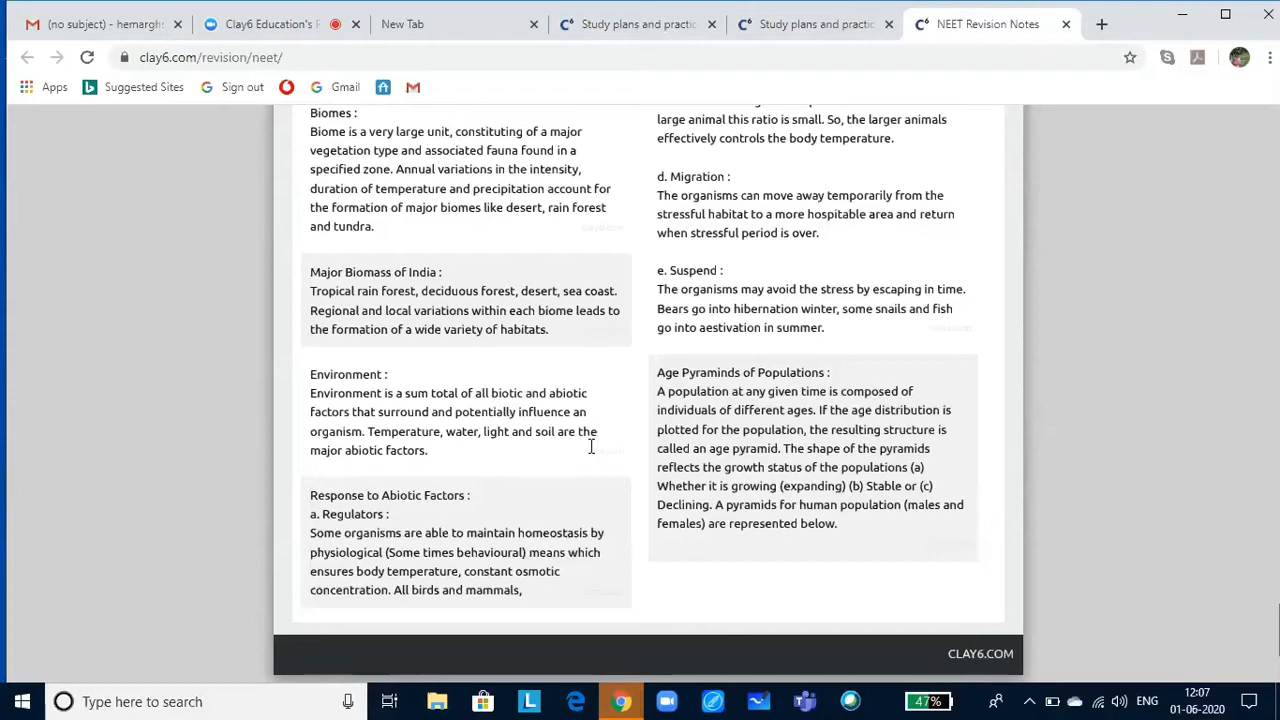 (no subject) - hemarghs
Clay6 Education's F
New Tab
Study plans and practic
Study plans and practic
NEET Revision Notes
clay6.com/revision/neet/
Apps
Suggested Sites
Sign out
Gmail
Biomes :
Biome is a very large unit, constituting of a major
vegetation type and associated fauna found in a
specified zone. Annual variations in the intensity,
duration of temperature and precipitation account for
the formation of major biomes like desert, rain forest
and tundra.
Major Biomass of India :
Tropical rain forest, deciduous forest, desert, sea coast.
Regional and local variations within each biome leads to
the formation of a wide variety of habitats.
Environment :
Environment is a sum total of all biotic and abiotic
factors that surround and potentially influence an
organism. Temperature, water, light and soil are the
major abiotic factors.
Response to Abiotic Factors :
a. Regulators :
Some organisms are able to maintain homeostasis by
physiological (Some times behavioural) means which
ensures body temperature, constant osmotic
concentration. All birds and mammals,
large animal this ratio is small. So, the larger animals
effectively controls the body temperature.
d. Migration :
The organisms can move away temporarily from the
stressful habitat to a more hospitable area and return
when stressful period is over.
e. Suspend :
The organisms may avoid the stress by escaping in time.
Bears go into hibernation winter, some snails and fish
go into aestivation in summer.
Age Pyraminds of Populations :
A population at any given time is composed of
individuals of different ages. If the age distribution is
plotted for the population, the resulting structure is
called an age pyramid. The shape of the pyramids
reflects the growth status of the populations (a)
Whether it is growing (expanding) (b) Stable or (c)
Declining. A pyramids for human population (males and
females) are represented below.
CLAY6.COM
Type here to search
47%
ENG
12:07
01-06-2020